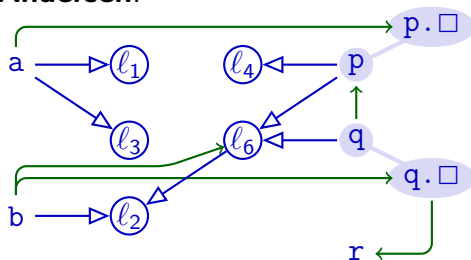 Andersen:
p.□
a ℓ1 ℓ4 p
ℓ3 ℓ6 q
q.□
b ℓ2
r